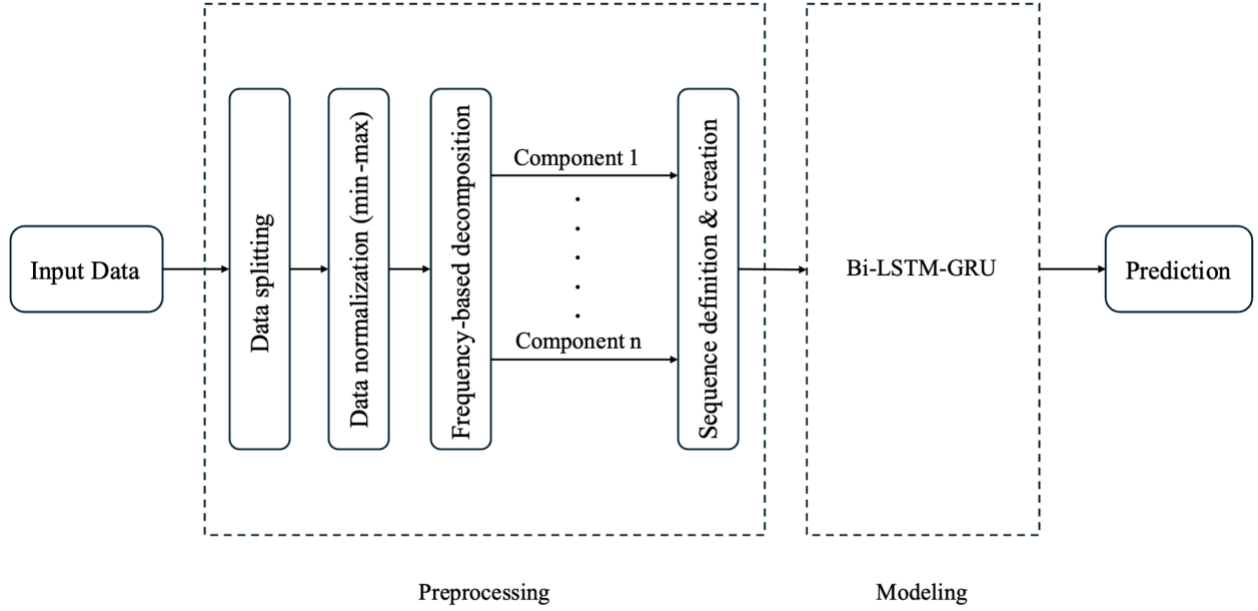 Input Data
Data splitting
Data normalization (min-max)
Frequency-based decomposition
Component 1
Component n
Sequence definition & creation
Bi-LSTM-GRU
Prediction
Preprocessing
Modeling